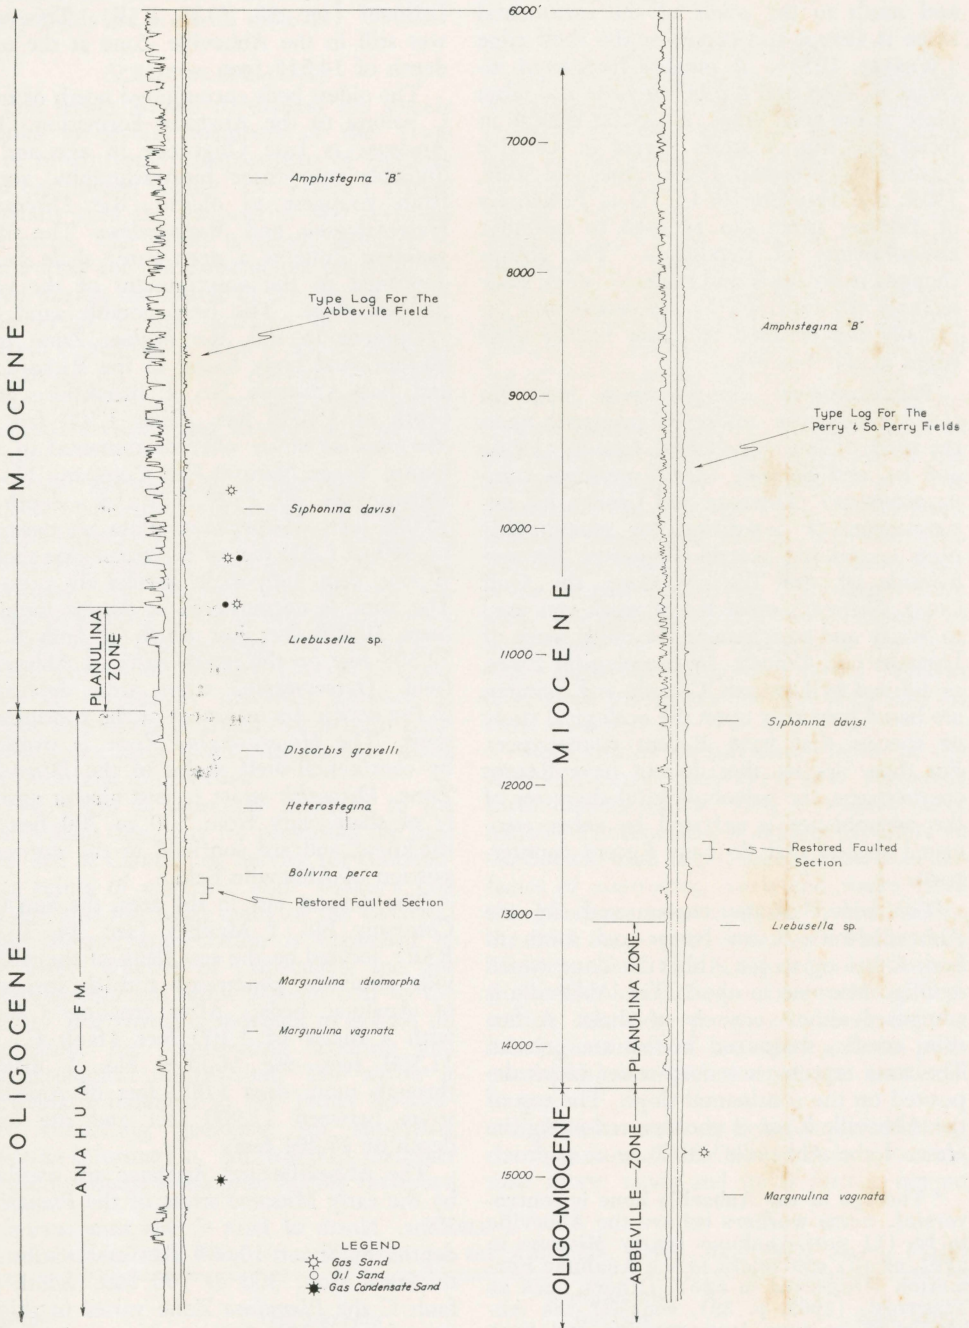 6000'
7000
8000
9000
10000
11000
12000
13000
14000
15000
MIOCENE
PLANULINA
ZONE
OLIGOCENE
ANAHUAC — FM.
Amphistegina "B"
Type Log For The
Abbeville Field
Siphonina davisi
Liebusella sp.
Discorbis gravelli
Heterostegina
Bolivina perca
Restored Faulted Section
Marginulina idiomorpha
Marginulina vaginata
LEGEND
Gas Sand
Oil Sand
Gas Condensate Sand
MIOCENE
OLIGO-MIOCENE
PLANULINA ZONE
ABBEVILLE — ZONE
Amphistegina "B"
Type Log For The
Perry & So. Perry Fields
Siphonina davisi
Restored Faulted
Section
Liebusella sp.
Marginulina vaginata